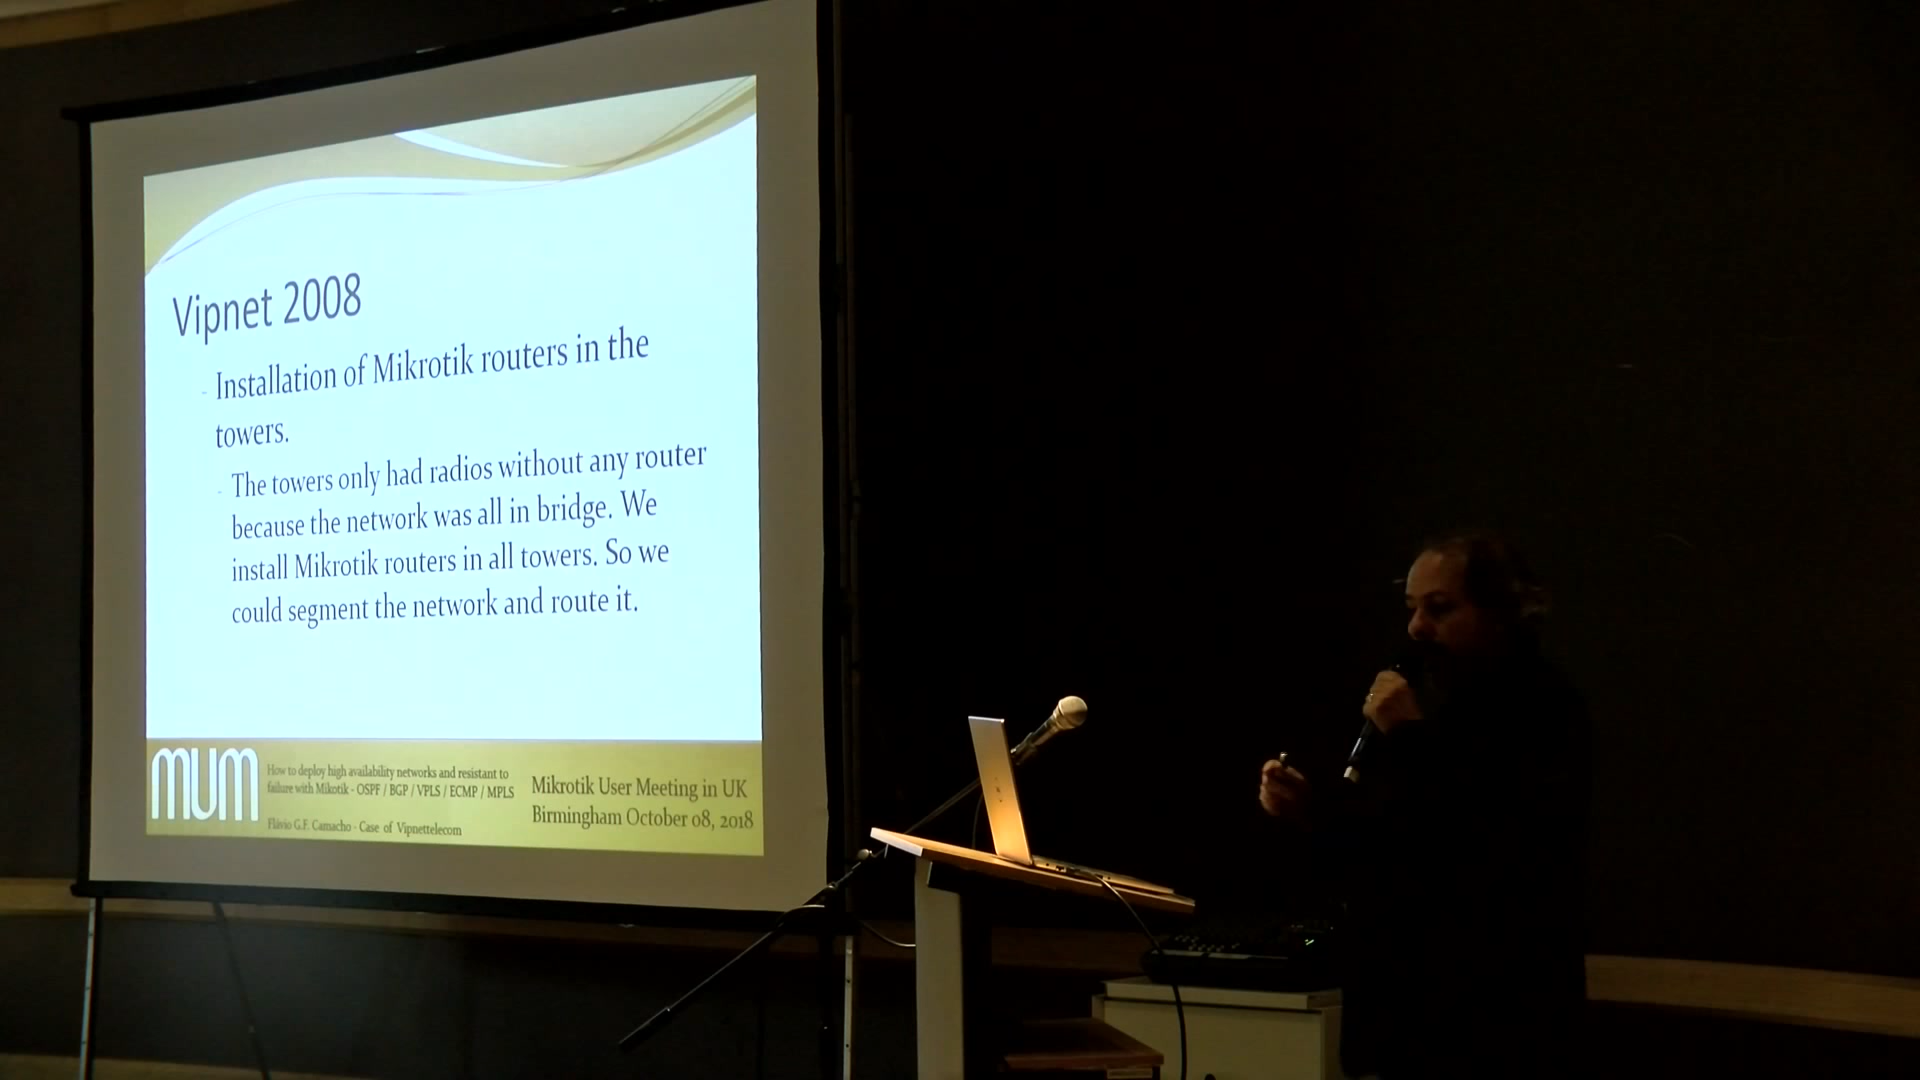 Vipnet 2008
- Installation of Mikrotik routers in the
towers.
- The towers only had radios without any router
because the network was all in bridge. We
install Mikrotik routers in all towers. So we
could segment the network and route it.
mum
How to deploy high availability networks and resistant to
failure with Mikotik - OSPF / BGP / VPLS / ECMP / MPLS
Flávio G.F. Camacho - Case of Vipnettelecom
Mikrotik User Meeting in UK
Birmingham October 08, 2018